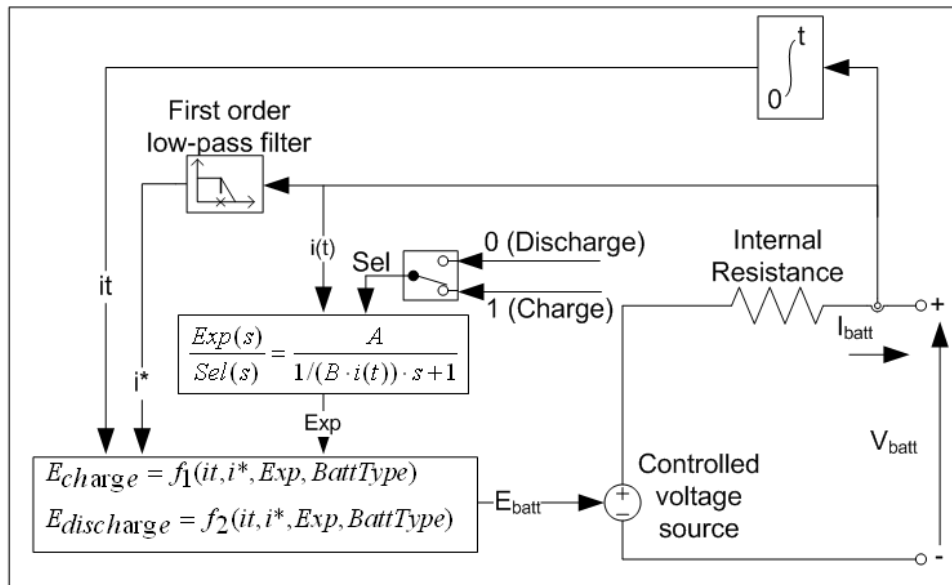 t
0
First order
low-pass filter
i(t)
Sel
0 (Discharge)
1 (Charge)
Internal
Resistance
+
I_batt
it
i*
Exp(s)/Sel(s) = A/(1/(B·i(t))·s+1)
Exp
V_batt
E_charge = f_1(it,i*,Exp,BattType)
E_discharge = f_2(it,i*,Exp,BattType)
E_batt
+
-
Controlled
voltage
source
-